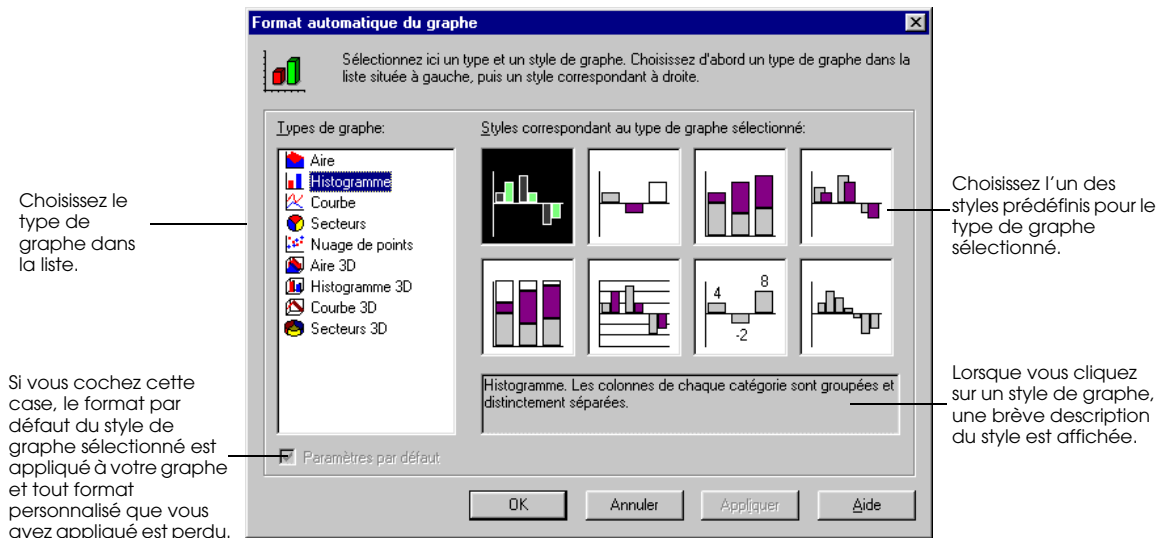 Format automatique du graphe
Sélectionnez ici un type et un style de graphe. Choisissez d'abord un type de graphe dans la
liste située à gauche, puis un style correspondant à droite.
Types de graphe:
Aire
Histogramme
Courbe
Secteurs
Nuage de points
Aire 3D
Histogramme 3D
Courbe 3D
Secteurs 3D
Styles correspondant au type de graphe sélectionné:
4
8
-2
Histogramme. Les colonnes de chaque catégorie sont groupées et
distinctement séparées.
Paramètres par défaut
OK
Annuler
Appliquer
Aide
Choisissez le
type de
graphe dans
la liste.
Si vous cochez cette
case, le format par
défaut du style de
graphe sélectionné est
appliqué à votre graphe
et tout format
personnalisé que vous
avez appliqué est perdu.
Choisissez l'un des
styles prédéfinis pour le
type de graphe
sélectionné.
Lorsque vous cliquez
sur un style de graphe,
une brève description
du style est affichée.